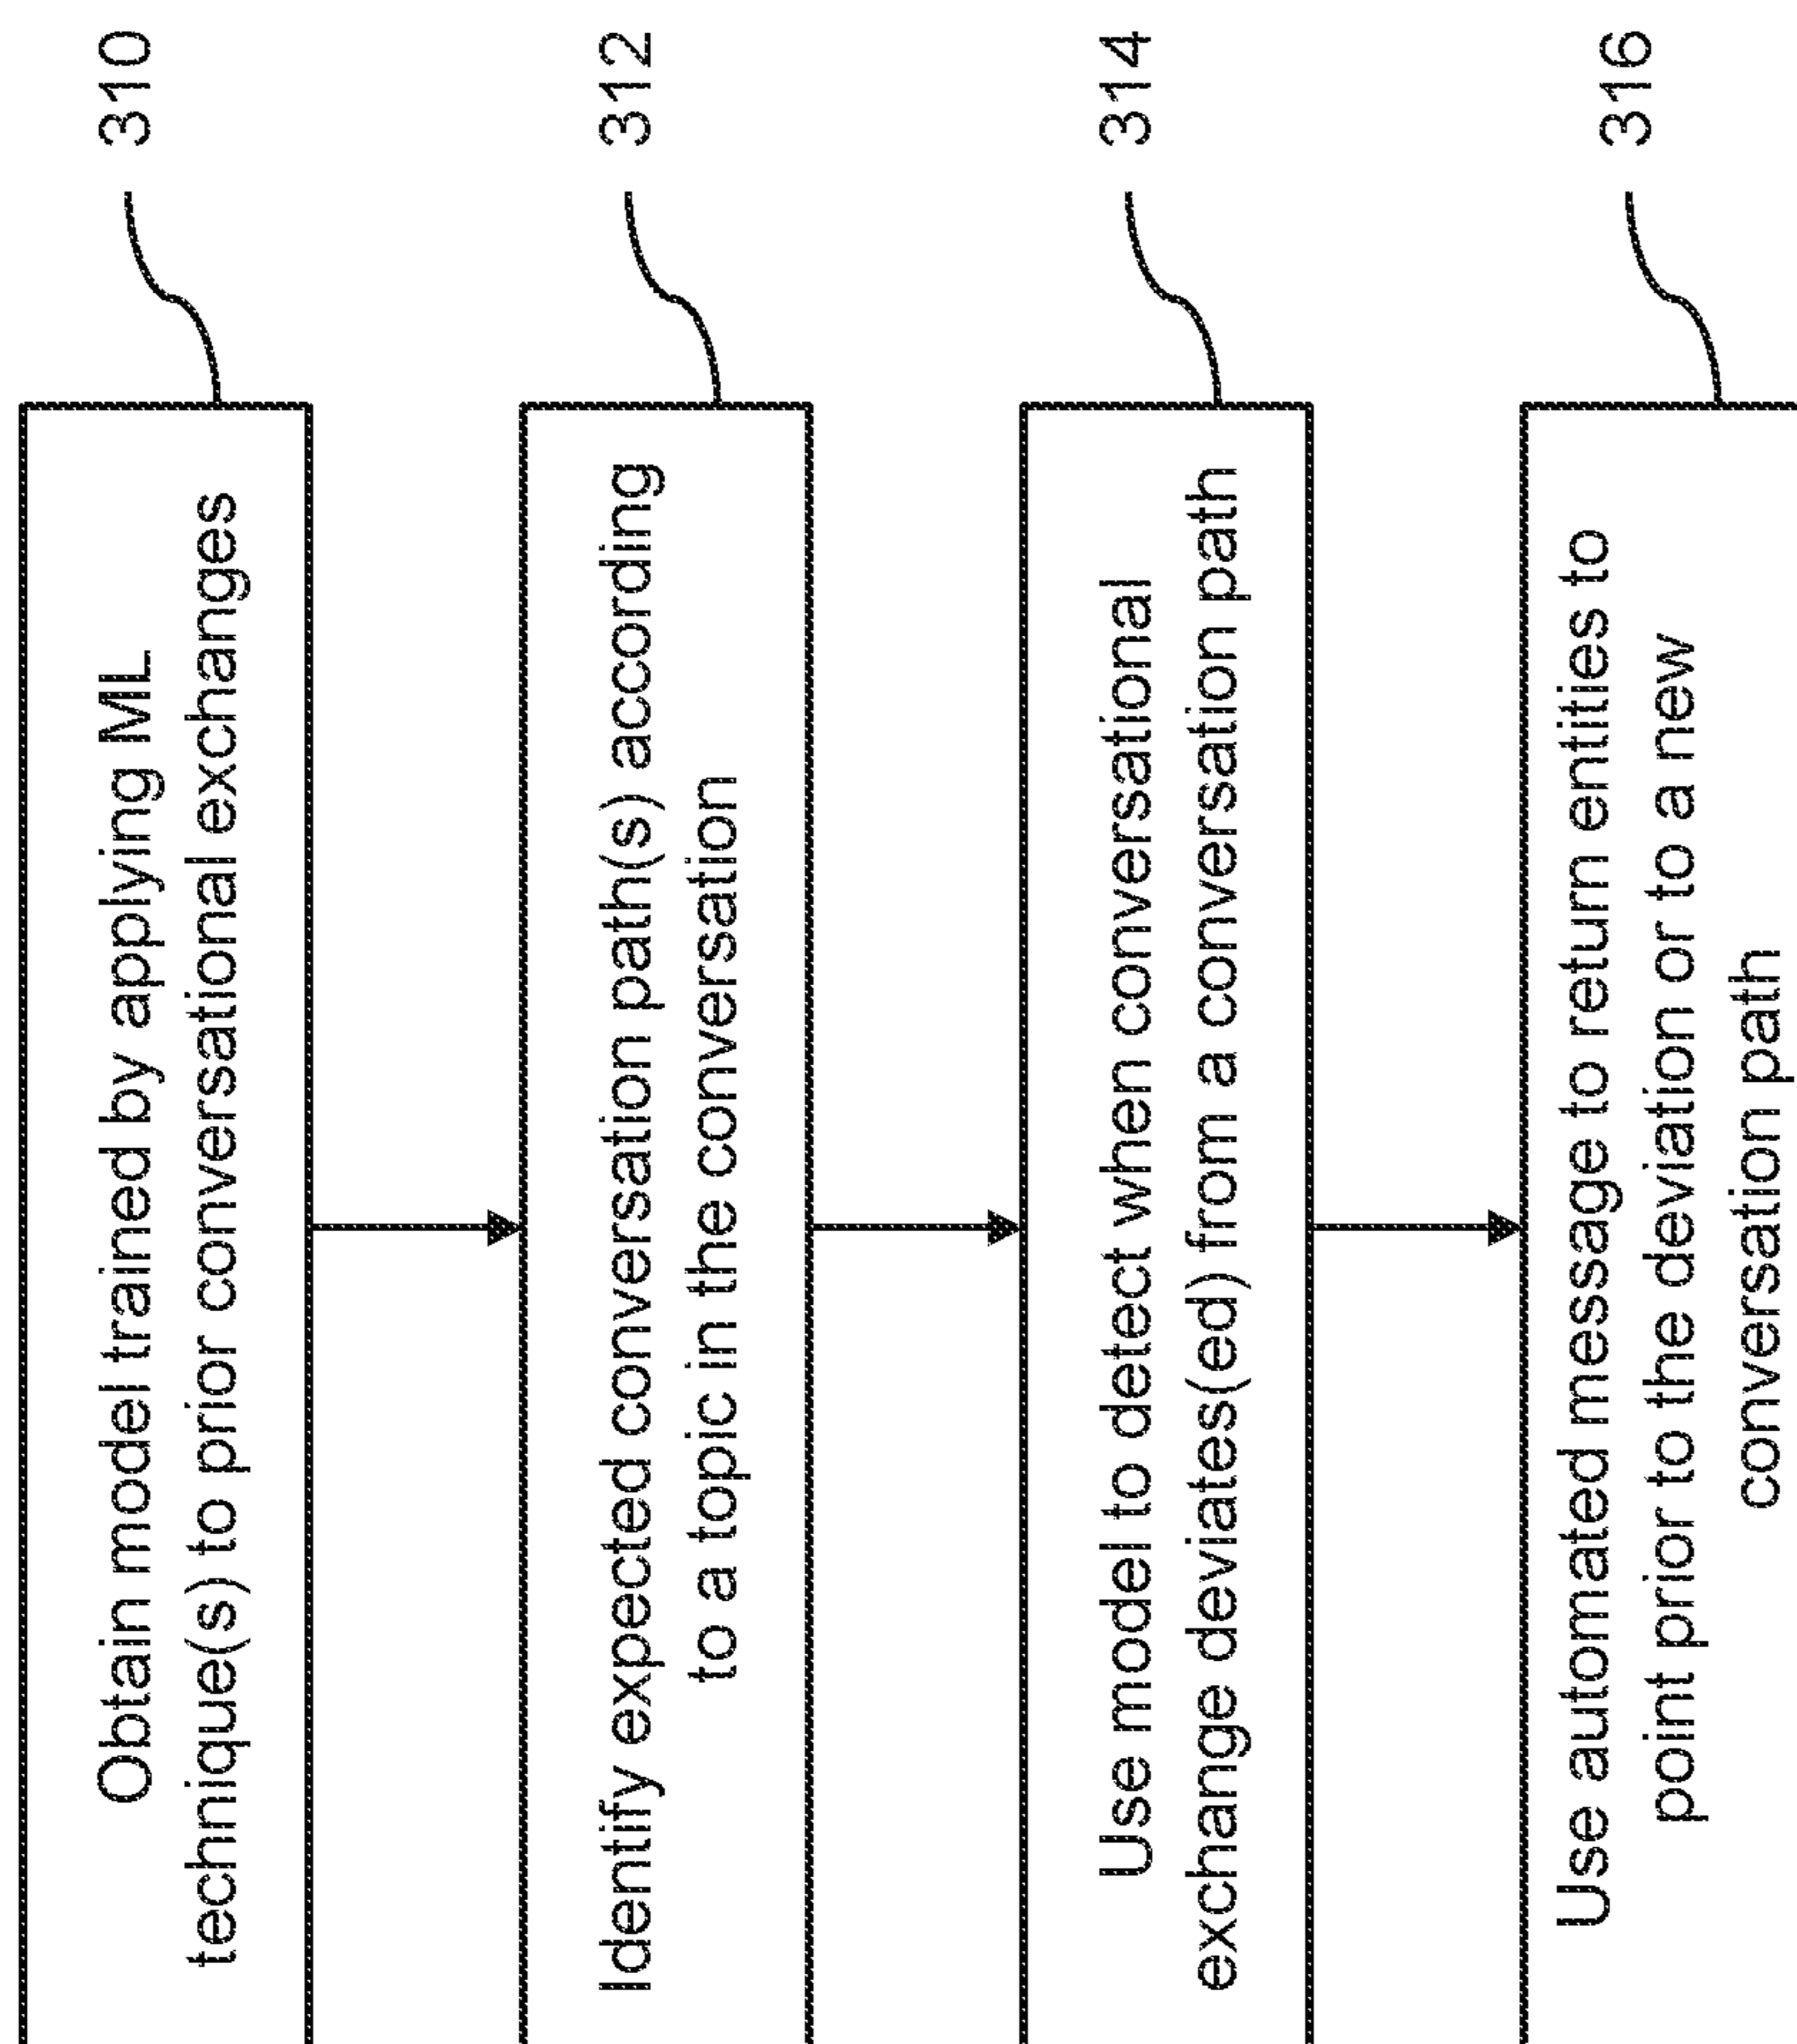 Obtain model trained by applying ML
technique(s) to prior conversational exchanges
310
Identify expected conversation path(s) according
to a topic in the conversation
312
Use model to detect when conversational
exchange deviates(ed) from a conversation path
314
Use automated message to return entities to
point prior to the deviation or to a new
conversation path
316